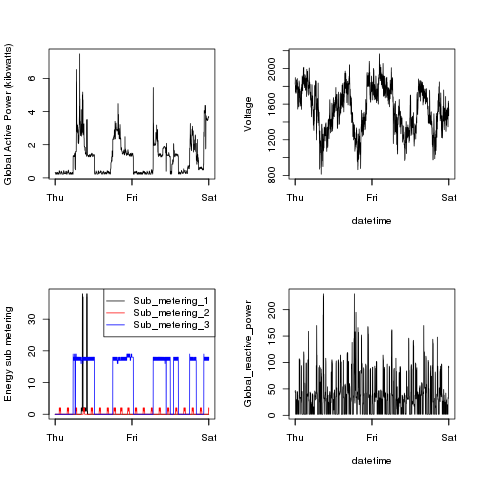 Global Active Power (kilowatts)
0 2 4 6
Thu Fri Sat
Voltage
800 1200 1600 2000
Thu Fri Sat
datetime
Energy sub metering
0 10 20 30
Sub_metering_1
Sub_metering_2
Sub_metering_3
Thu Fri Sat
Global_reactive_power
0 50 100 150 200
Thu Fri Sat
datetime